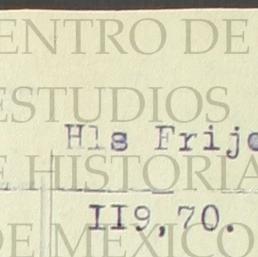 ENTRO DE
ESTUDIOS
Hls Frijo
E HISTORIA
II9,70.
DE MEXICO